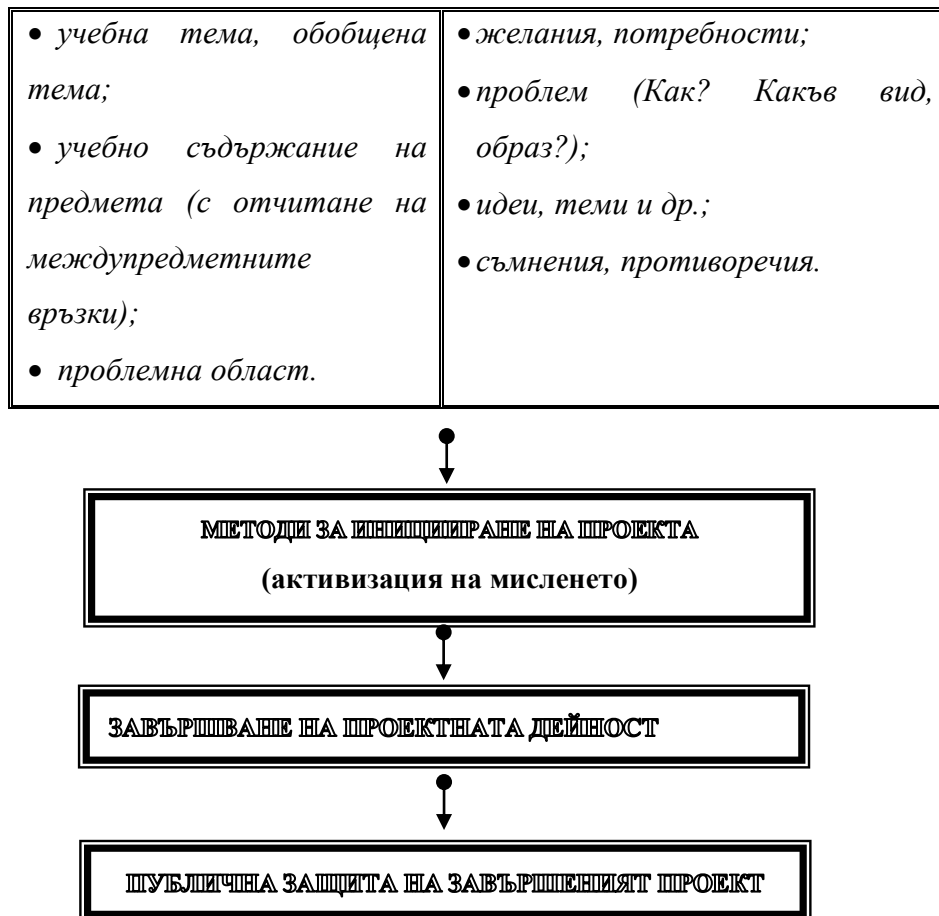 • учебна тема, обобщена
тема;
• учебно съдържание на
предмета (с отчитане на
междупредметните
връзки);
• проблемна област.
• желания, потребности;
• проблем (Как? Какъв вид,
образ?);
• идеи, теми и др.;
• съмнения, противоречия.
МЕТОДИ ЗА ИНИЦИИРАНЕ НА ПРОЕКТА
(активизация на мисленето)
ЗАВЪРШВАНЕ НА ПРОЕКТНАТА ДЕЙНОСТ
ПУБЛИЧНА ЗАЩИТА НА ЗАВЪРШЕНИЯТ ПРОЕКТ